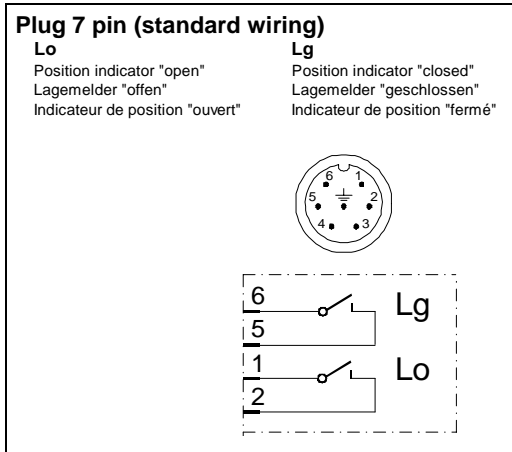 Plug 7 pin (standard wiring)
Lo
Position indicator "open"
Lagemelder "offen"
Indicateur de position "ouvert"
Lg
Position indicator "closed"
Lagemelder "geschlossen"
Indicateur de position "fermé"
6 1
5 2
4 3
6
Lg
5
1
Lo
2